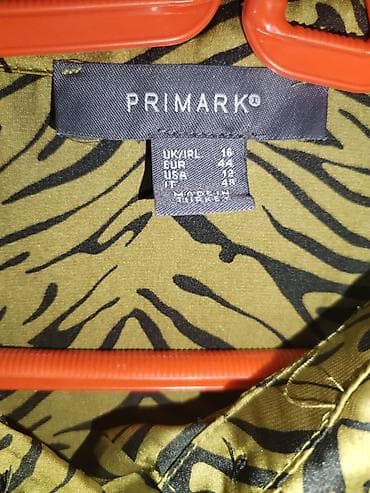 PRIMARK®
UK/IRL 16
EUR 44
USA 12
IT 48
MADE IN
TURKEY